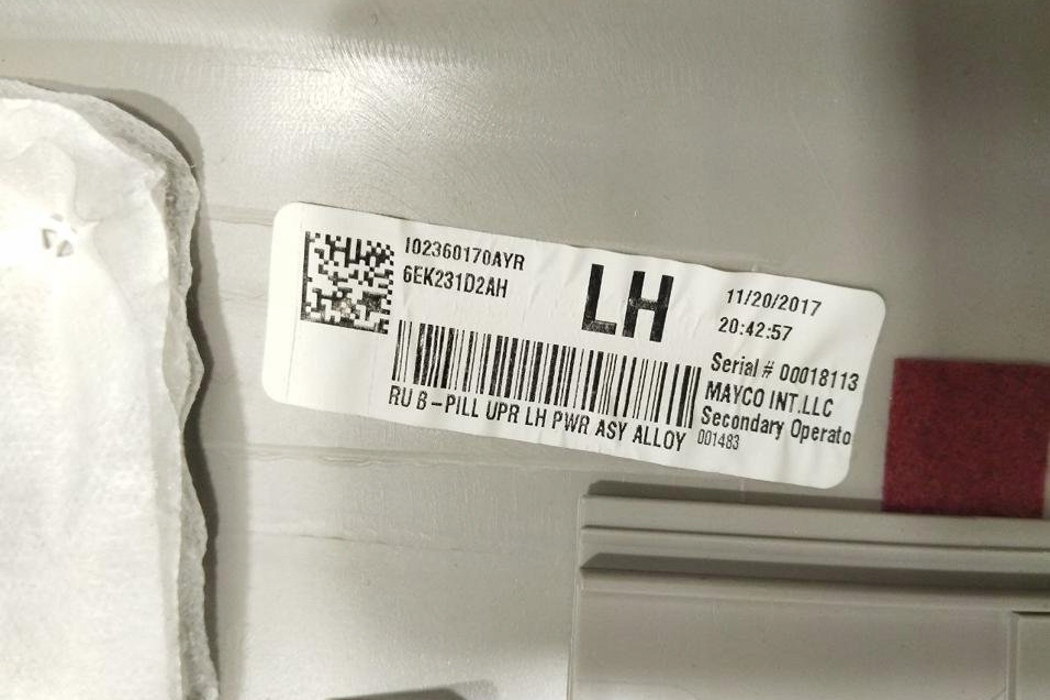 I02360170AYR
6EK231D2AH
LH
11/20/2017
20:42:57
Serial # 00018113
MAYCO INT.LLC
Secondary Operato
001483
RU B-PILL UPR LH PWR ASY ALLOY